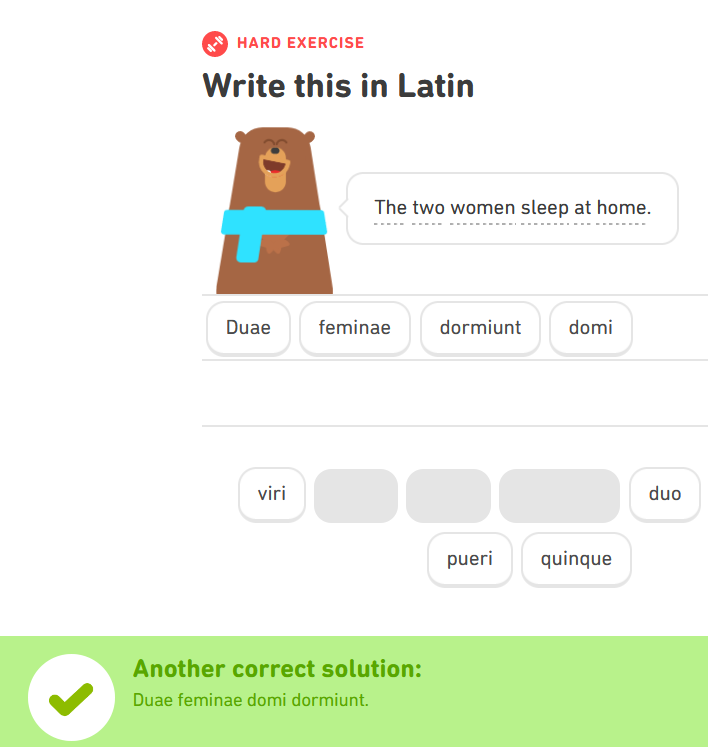 HARD EXERCISE
Write this in Latin
The two women sleep at home.
Duae feminae dormiunt domi
viri duo
pueri quinque
Another correct solution:
Duae feminae domi dormiunt.